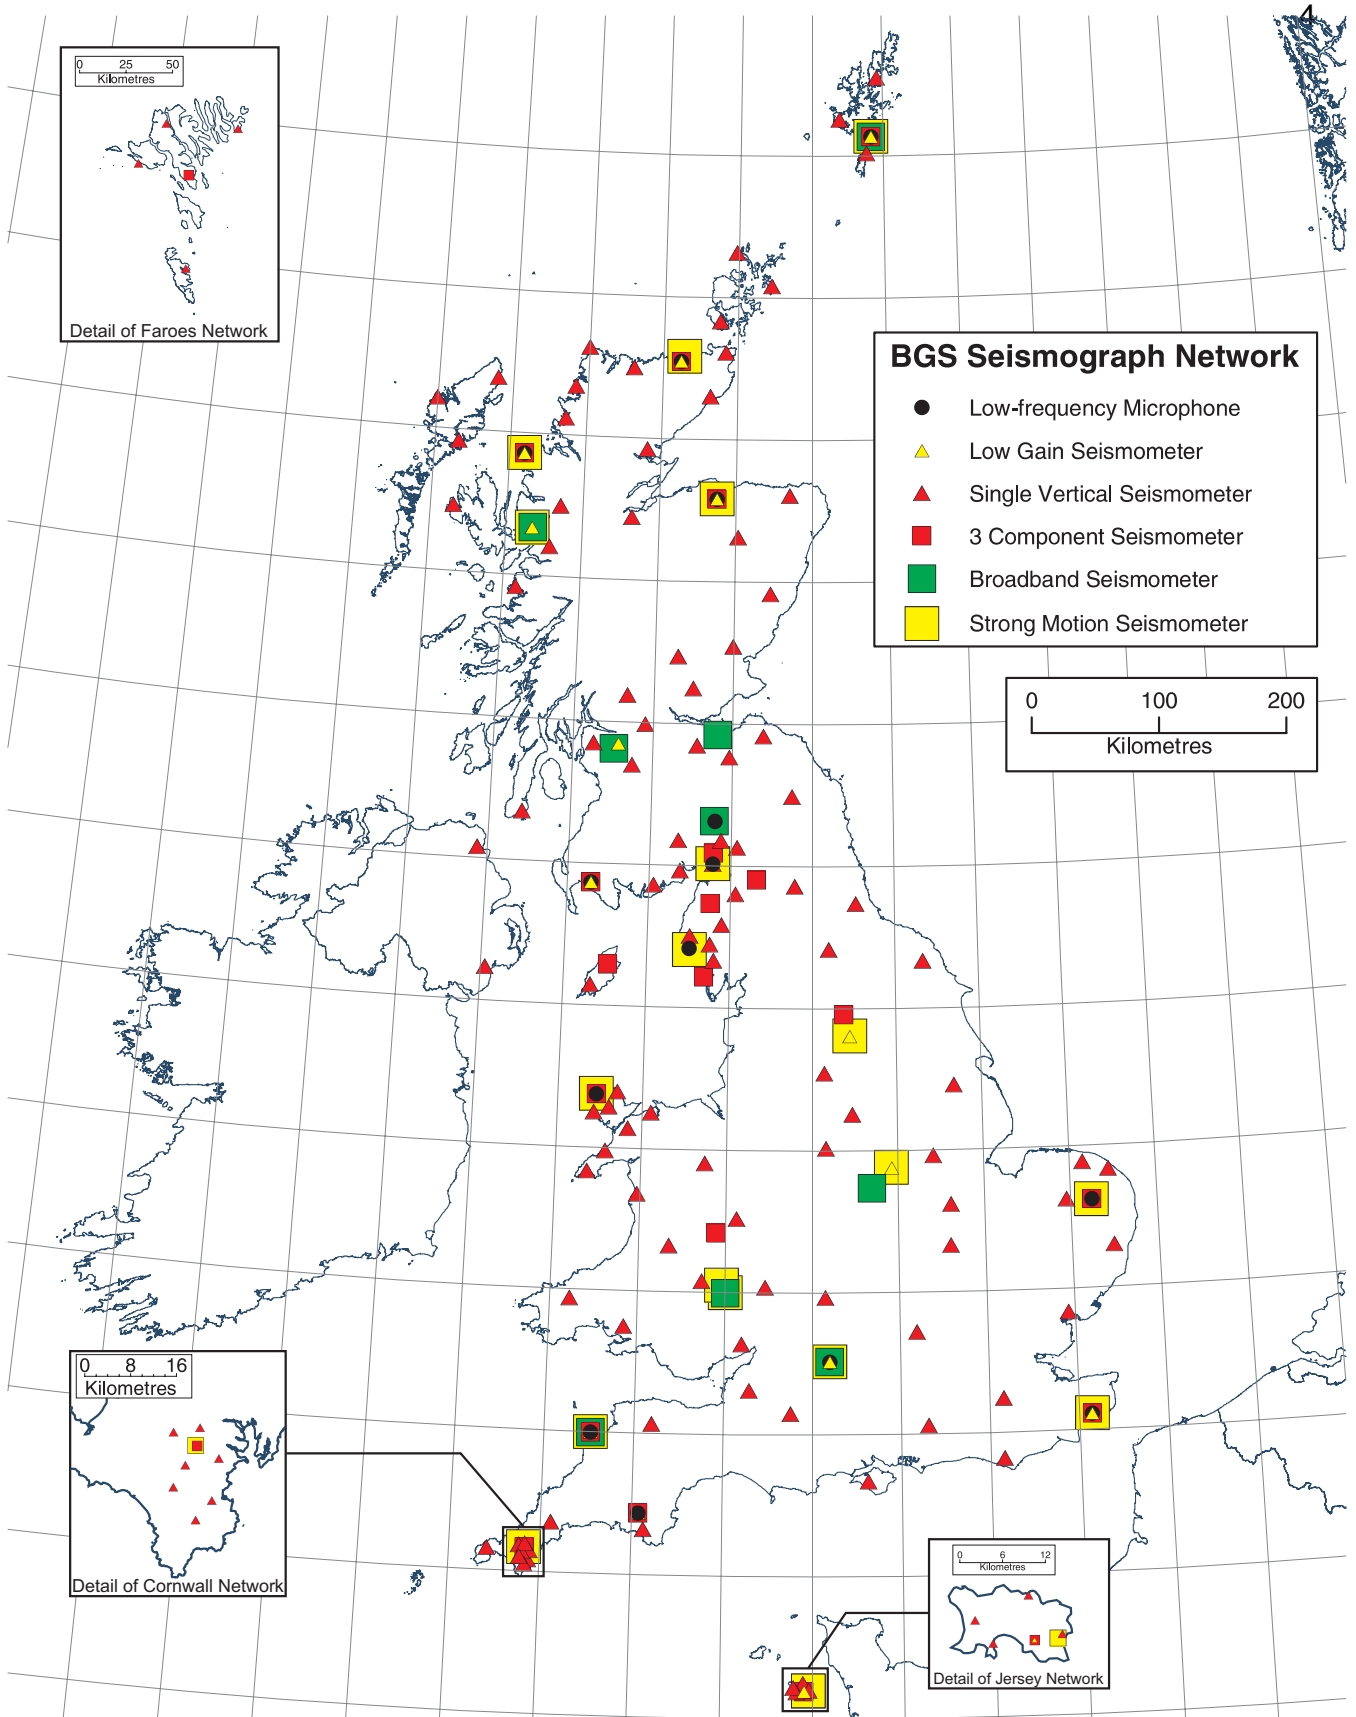 4
0 25 50
Kilometres
Detail of Faroes Network
BGS Seismograph Network
Low-frequency Microphone
Low Gain Seismometer
Single Vertical Seismometer
3 Component Seismometer
Broadband Seismometer
Strong Motion Seismometer
0 100 200
Kilometres
0 8 16
Kilometres
Detail of Cornwall Network
0 6 12
Kilometres
Detail of Jersey Network